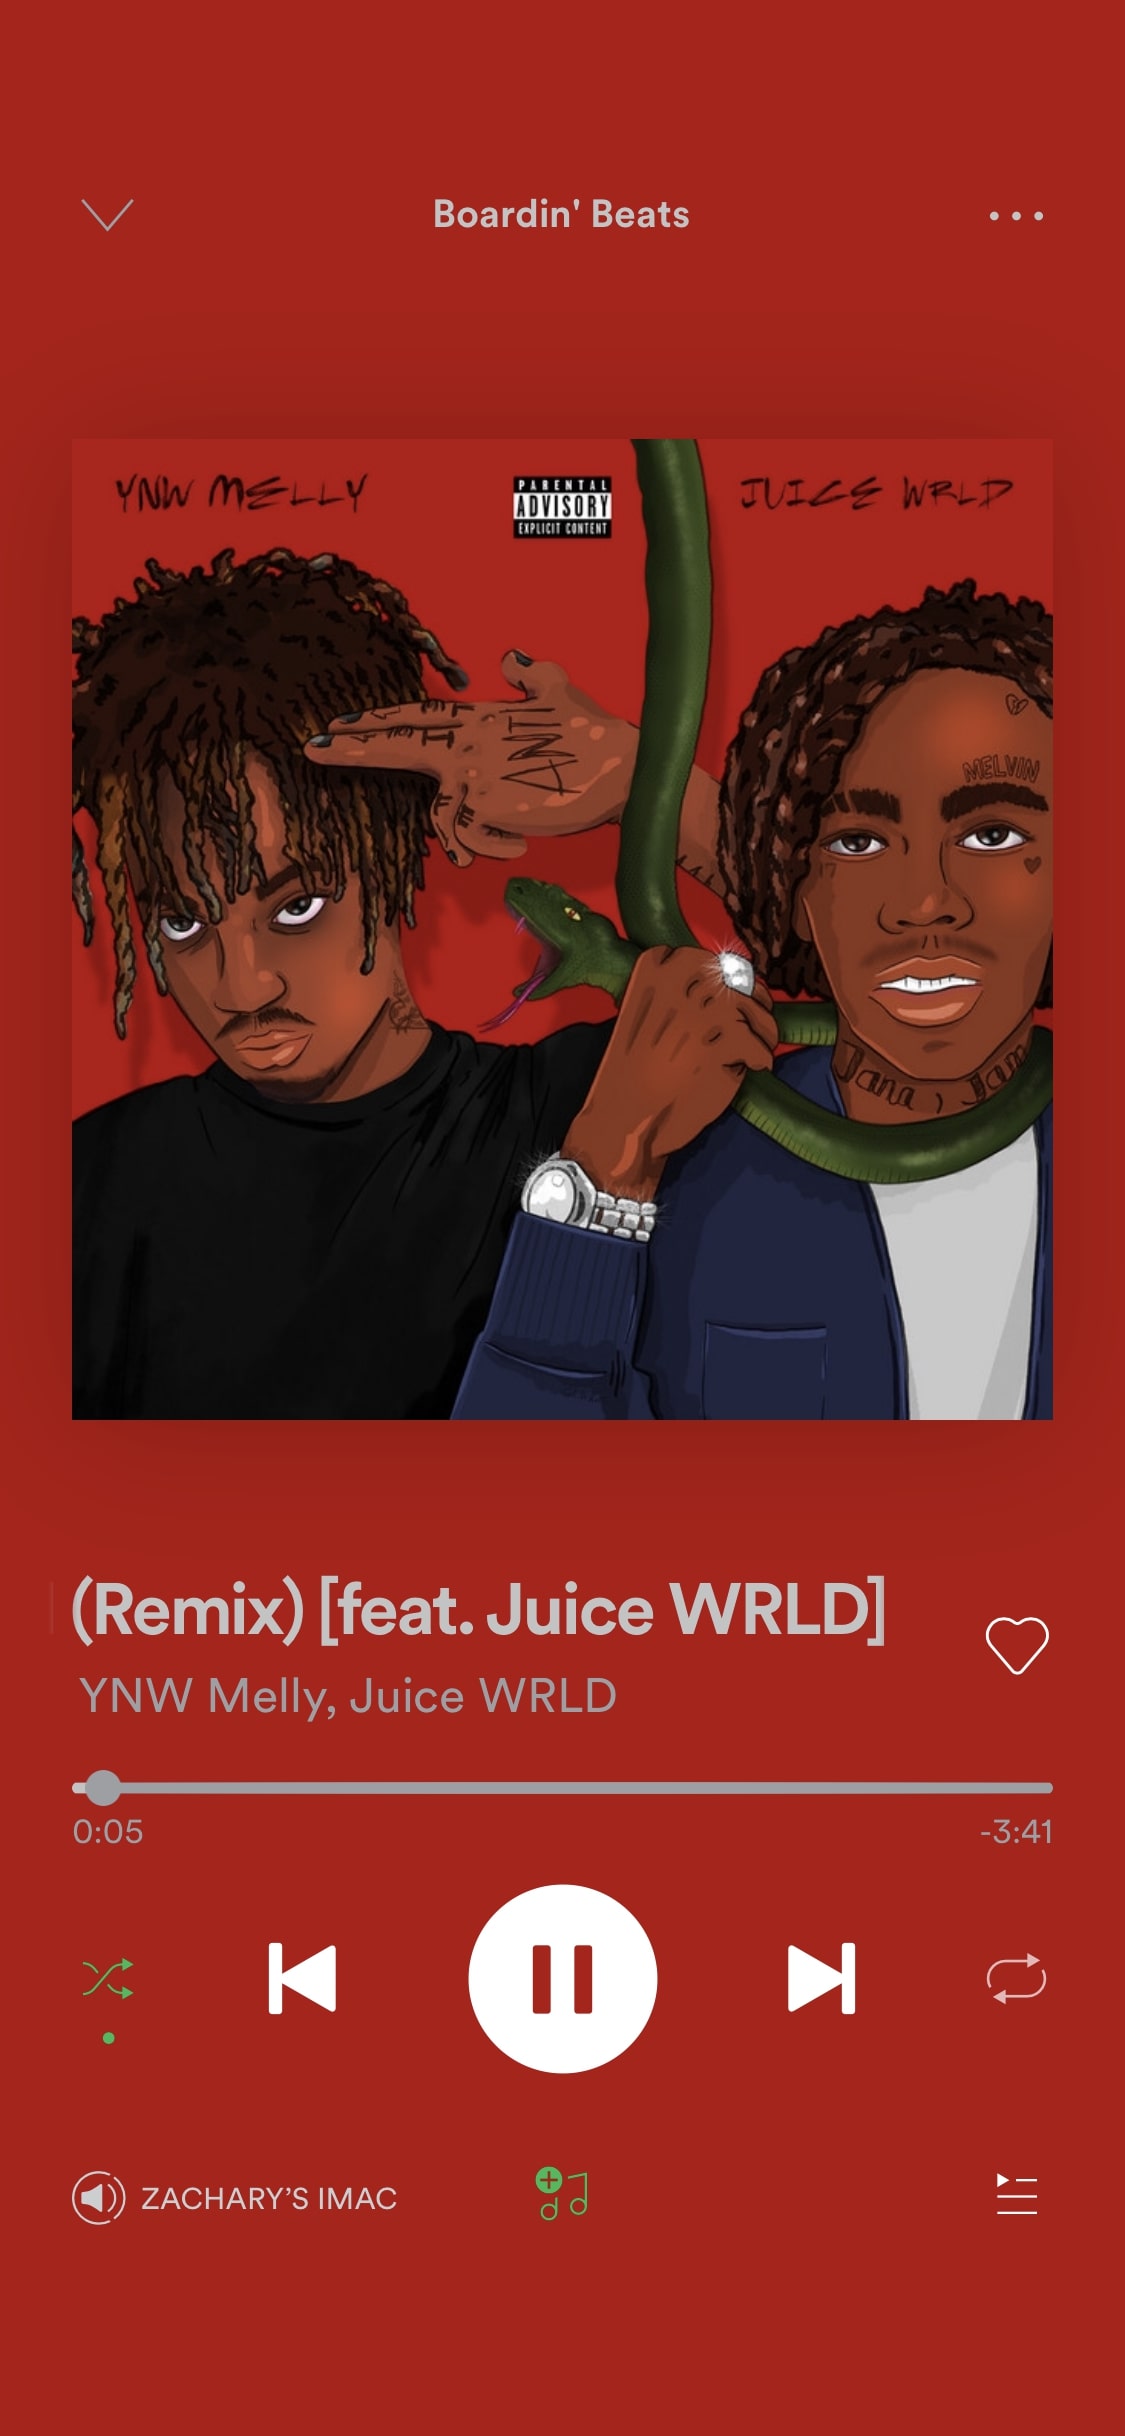 Boardin' Beats
YNW MELLY
PARENTAL
ADVISORY
EXPLICIT CONTENT
JUICE WRLD
ANTI
MELVIN
Jana, Jam
(Remix) [feat. Juice WRLD]
YNW Melly, Juice WRLD
0:05
-3:41
ZACHARY’S IMAC